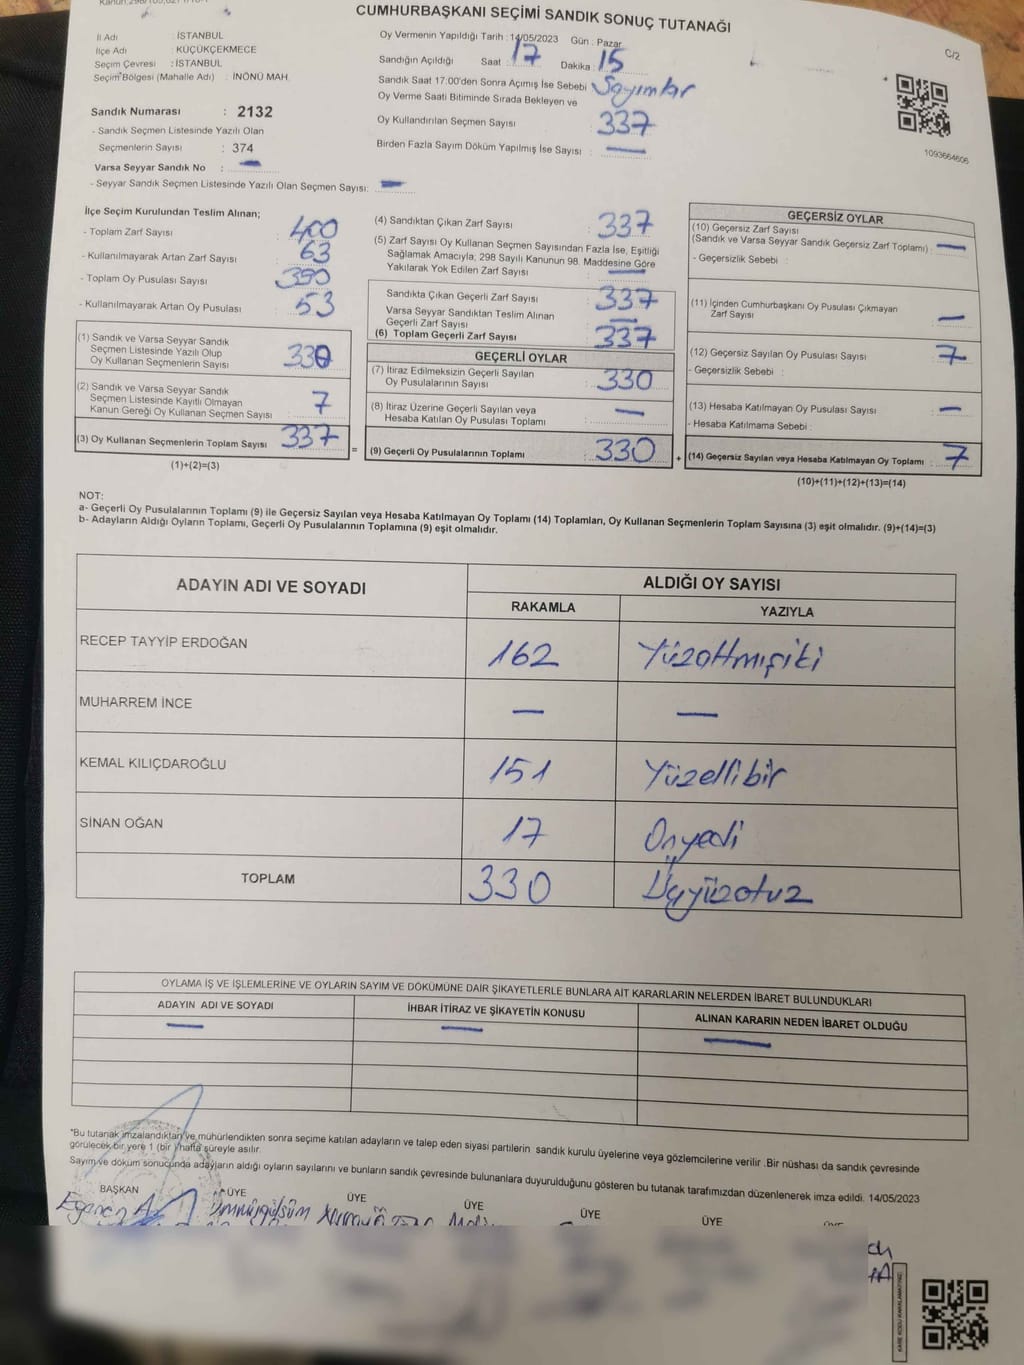 CUMHURBAŞKANI SEÇİMİ SANDIK SONUÇ TUTANAĞI
C/2
İl Adı : İSTANBUL
İlçe Adı : KÜÇÜKÇEKMECE
Seçim Çevresi : İSTANBUL
Seçim Bölgesi (Mahalle Adı) : İNÖNÜ MAH.
Oy Vermenin Yapıldığı Tarih : 14/05/2023 Gün : Pazar
Sandığın Açıldığı Saat : 17 Dakika : 15
Sandık Saat 17:00'den Sonra Açımış İse Sebebi
Oy Verme Saati Bitiminde Sırada Bekleyen ve
Oy Kullandırılan Seçmen Sayısı : 337
Birden Fazla Sayım Döküm Yapılmış İse Sayısı : —
1093664606
Sandık Numarası : 2132
- Sandık Seçmen Listesinde Yazılı Olan
Seçmenlerin Sayısı : 374
Varsa Seyyar Sandık No : —
- Seyyar Sandık Seçmen Listesinde Yazılı Olan Seçmen Sayısı: —
İlçe Seçim Kurulundan Teslim Alınan;
- Toplam Zarf Sayısı : 400
- Kullanılmayarak Artan Zarf Sayısı : 63
- Toplam Oy Pusulası Sayısı : 390
- Kullanılmayarak Artan Oy Pusulası : 53
(1) Sandık ve Varsa Seyyar Sandık
Seçmen Listesinde Yazılı Olup
Oy Kullanan Seçmenlerin Sayısı : 330
(2) Sandık ve Varsa Seyyar Sandık
Seçmen Listesinde Kayıtlı Olmayan
Kanun Gereği Oy Kullanan Seçmen Sayısı : 7
(3) Oy Kullanan Seçmenlerin Toplam Sayısı : 337
(1)+(2)=(3)
=
(4) Sandıktan Çıkan Zarf Sayısı : 337
(5) Zarf Sayısı Oy Kullanan Seçmen Sayısından Fazla İse, Eşitliği
Sağlamak Amacıyla; 298 Sayılı Kanunun 98. Maddesine Göre
Yakılarak Yok Edilen Zarf Sayısı : —
Sandıkta Çıkan Geçerli Zarf Sayısı : 337
Varsa Seyyar Sandıktan Teslim Alınan
Geçerli Zarf Sayısı : —
(6) Toplam Geçerli Zarf Sayısı : 337
GEÇERLİ OYLAR
(7) İtiraz Edilmeksizin Geçerli Sayılan
Oy Pusulalarının Sayısı : 330
(8) İtiraz Üzerine Geçerli Sayılan veya
Hesaba Katılan Oy Pusulası Toplamı : —
(9) Geçerli Oy Pusulalarının Toplamı : 330
+
GEÇERSİZ OYLAR
(10) Geçersiz Zarf Sayısı
(Sandık ve Varsa Seyyar Sandık Geçersiz Zarf Toplamı) : —
- Geçersizlik Sebebi :
(11) İçinden Cumhurbaşkanı Oy Pusulası Çıkmayan
Zarf Sayısı : —
(12) Geçersiz Sayılan Oy Pusulası Sayısı : 7
- Geçersizlik Sebebi :
(13) Hesaba Katılmayan Oy Pusulası Sayısı : —
- Hesaba Katılmama Sebebi :
(14) Geçersiz Sayılan veya Hesaba Katılmayan Oy Toplamı : 7
(10)+(11)+(12)+(13)=(14)
NOT:
a- Geçerli Oy Pusulalarının Toplamı (9) ile Geçersiz Sayılan veya Hesaba Katılmayan Oy Toplamı (14) Toplamları, Oy Kullanan Seçmenlerin Toplam Sayısına (3) eşit olmalıdır. (9)+(14)=(3)
b- Adayların Aldığı Oyların Toplamı, Geçerli Oy Pusulalarının Toplamına (9) eşit olmalıdır.
ADAYIN ADI VE SOYADI ALDIĞI OY SAYISI
RAKAMLA YAZIYLA
RECEP TAYYİP ERDOĞAN 162 Yüzaltmışiki
MUHARREM İNCE — —
KEMAL KILIÇDAROĞLU 151 Yüzellibir
SİNAN OĞAN 17 Onyedi
TOPLAM 330 Üçyüzotuz
OYLAMA İŞ VE İŞLEMLERİNE VE OYLARIN SAYIM VE DÖKÜMÜNE DAİR ŞİKAYETLERLE BUNLARA AİT KARARLARIN NELERDEN İBARET BULUNDUKLARI
ADAYIN ADI VE SOYADI İHBAR İTİRAZ VE ŞİKAYETİN KONUSU ALINAN KARARIN NEDEN İBARET OLDUĞU
— — —
*Bu tutanak imzalandıktan ve mühürlendikten sonra seçime katılan adayların ve talep eden siyasi partilerin sandık kurulu üyelerine veya gözlemcilerine verilir .Bir nüshası da sandık çevresinde
görülecek bir yere 1 (bir ) hafta süreyle asılır.
Sayım ve döküm sonucunda adayların aldığı oyların sayılarını ve bunların sandık çevresinde bulunanlara duyurulduğunu gösteren bu tutanak tarafımızdan düzenlenerek imza edildi. 14/05/2023
BAŞKAN ÜYE ÜYE ÜYE ÜYE ÜYE
Ümmügülsüm